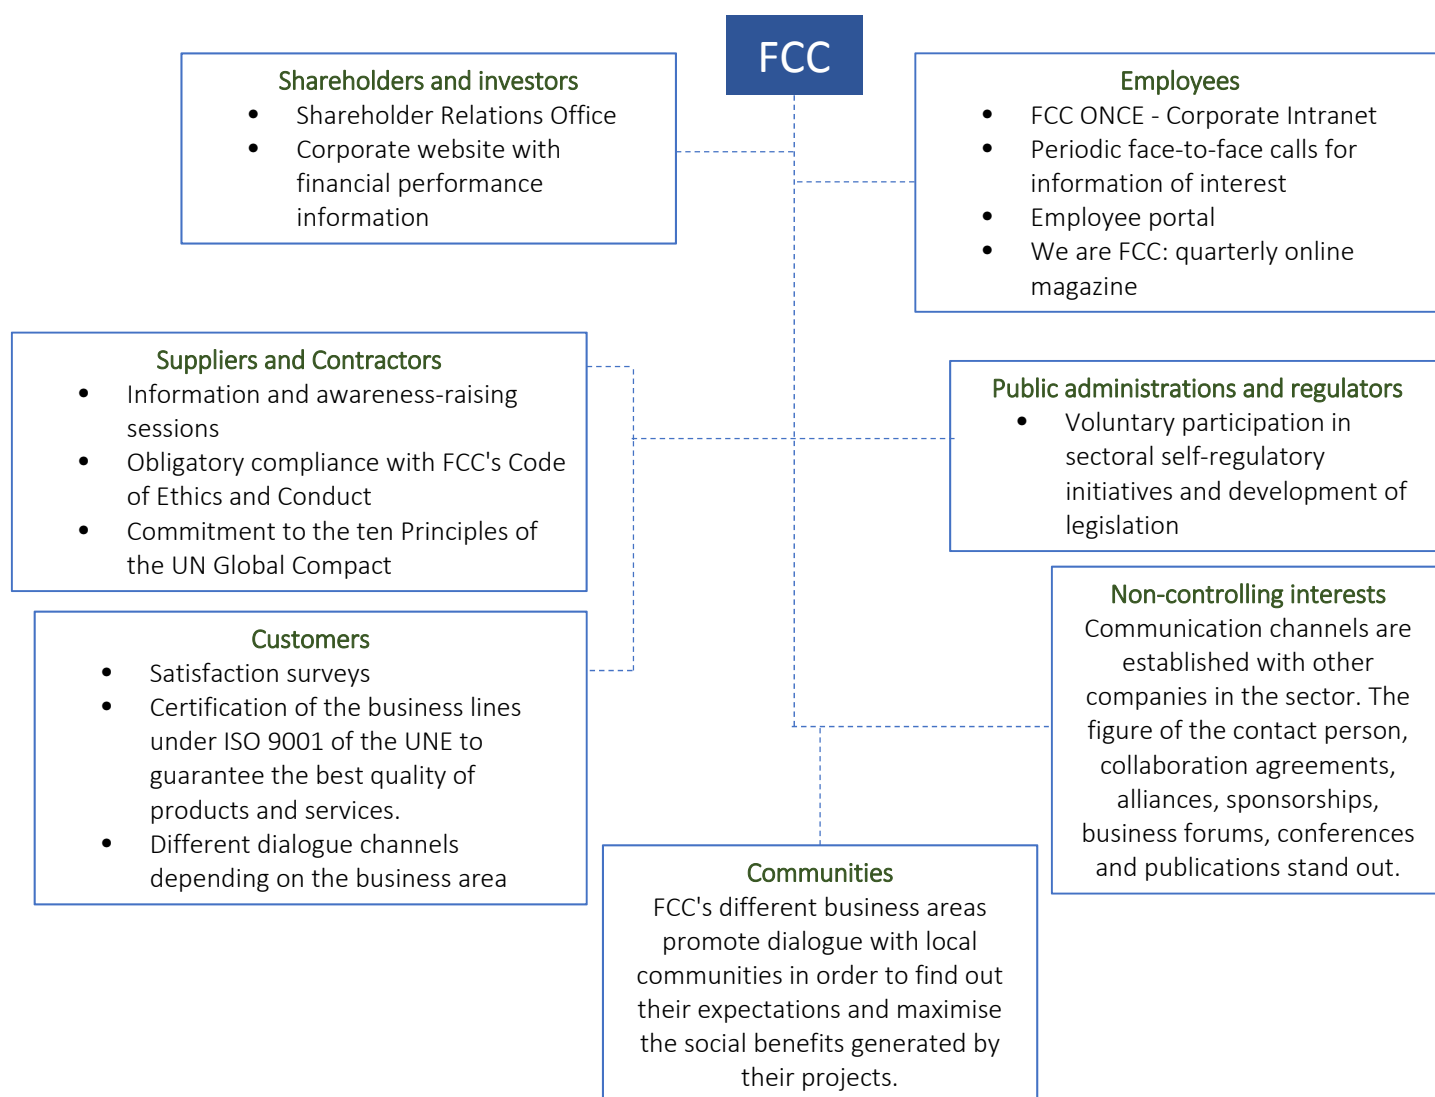 FCC
Shareholders and investors
• Shareholder Relations Office
• Corporate website with
financial performance
information
Employees
• FCC ONCE - Corporate Intranet
• Periodic face-to-face calls for
information of interest
• Employee portal
• We are FCC: quarterly online
magazine
Suppliers and Contractors
• Information and awareness-raising
sessions
• Obligatory compliance with FCC's Code
of Ethics and Conduct
• Commitment to the ten Principles of
the UN Global Compact
Public administrations and regulators
• Voluntary participation in
sectoral self-regulatory
initiatives and development of
legislation
Customers
• Satisfaction surveys
• Certification of the business lines
under ISO 9001 of the UNE to
guarantee the best quality of
products and services.
• Different dialogue channels
depending on the business area
Non-controlling interests
Communication channels are
established with other
companies in the sector. The
figure of the contact person,
collaboration agreements,
alliances, sponsorships,
business forums, conferences
and publications stand out.
Communities
FCC's different business areas
promote dialogue with local
communities in order to find out
their expectations and maximise
the social benefits generated by
their projects.